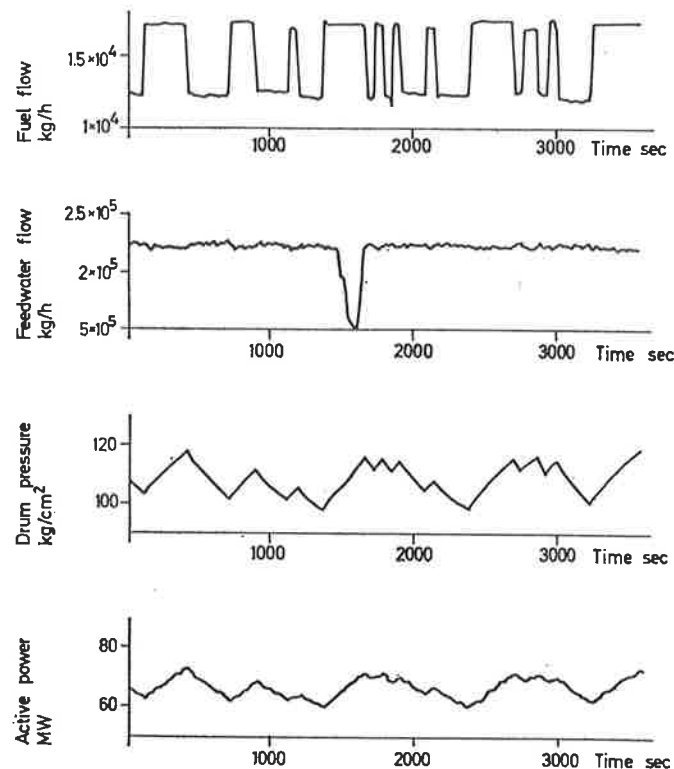 Fuel flow
kg/h
1.5×10⁴
1×10⁴
1000
2000
3000
Time sec
Feedwater flow
kg/h
2.5×10⁵
2×10⁵
5×10⁵
1000
2000
3000
Time sec
Drum pressure
kg/cm²
120
100
1000
2000
3000
Time sec
Active power
MW
80
60
1000
2000
3000
Time sec